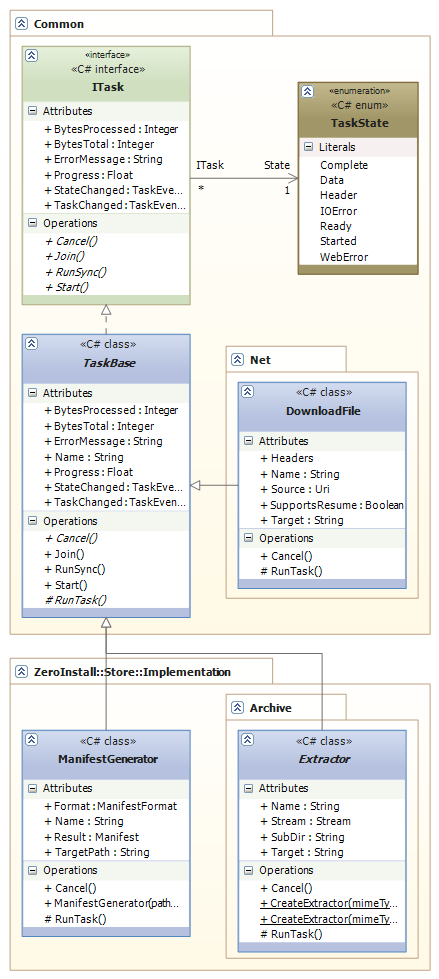 Common
«interface»
«C# interface»
ITask
Attributes
+ BytesProcessed : Integer
+ BytesTotal : Integer
+ ErrorMessage : String
+ Progress : Float
+ StateChanged : TaskEve...
+ TaskChanged : TaskEven...
Operations
+ Cancel()
+ Join()
+ RunSync()
+ Start()
ITask
*
State
1
«enumeration»
«C# enum»
TaskState
Literals
Complete
Data
Header
IOError
Ready
Started
WebError
«C# class»
TaskBase
Attributes
+ BytesProcessed : Integer
+ BytesTotal : Integer
+ ErrorMessage : String
+ Name : String
+ Progress : Float
+ StateChanged : TaskEve...
+ TaskChanged : TaskEven...
Operations
+ Cancel()
+ Join()
+ RunSync()
+ Start()
# RunTask()
Net
«C# class»
DownloadFile
Attributes
+ Headers
+ Name : String
+ Source : Uri
+ SupportsResume : Boolean
+ Target : String
Operations
+ Cancel()
# RunTask()
ZeroInstall::Store::Implementation
«C# class»
ManifestGenerator
Attributes
+ Format : ManifestFormat
+ Name : String
+ Result : Manifest
+ TargetPath : String
Operations
+ Cancel()
+ ManifestGenerator(path...
# RunTask()
Archive
«C# class»
Extractor
Attributes
+ Name : String
+ Stream : Stream
+ SubDir : String
+ Target : String
Operations
+ Cancel()
+ CreateExtractor(mimeTy...
+ CreateExtractor(mimeTy...
# RunTask()